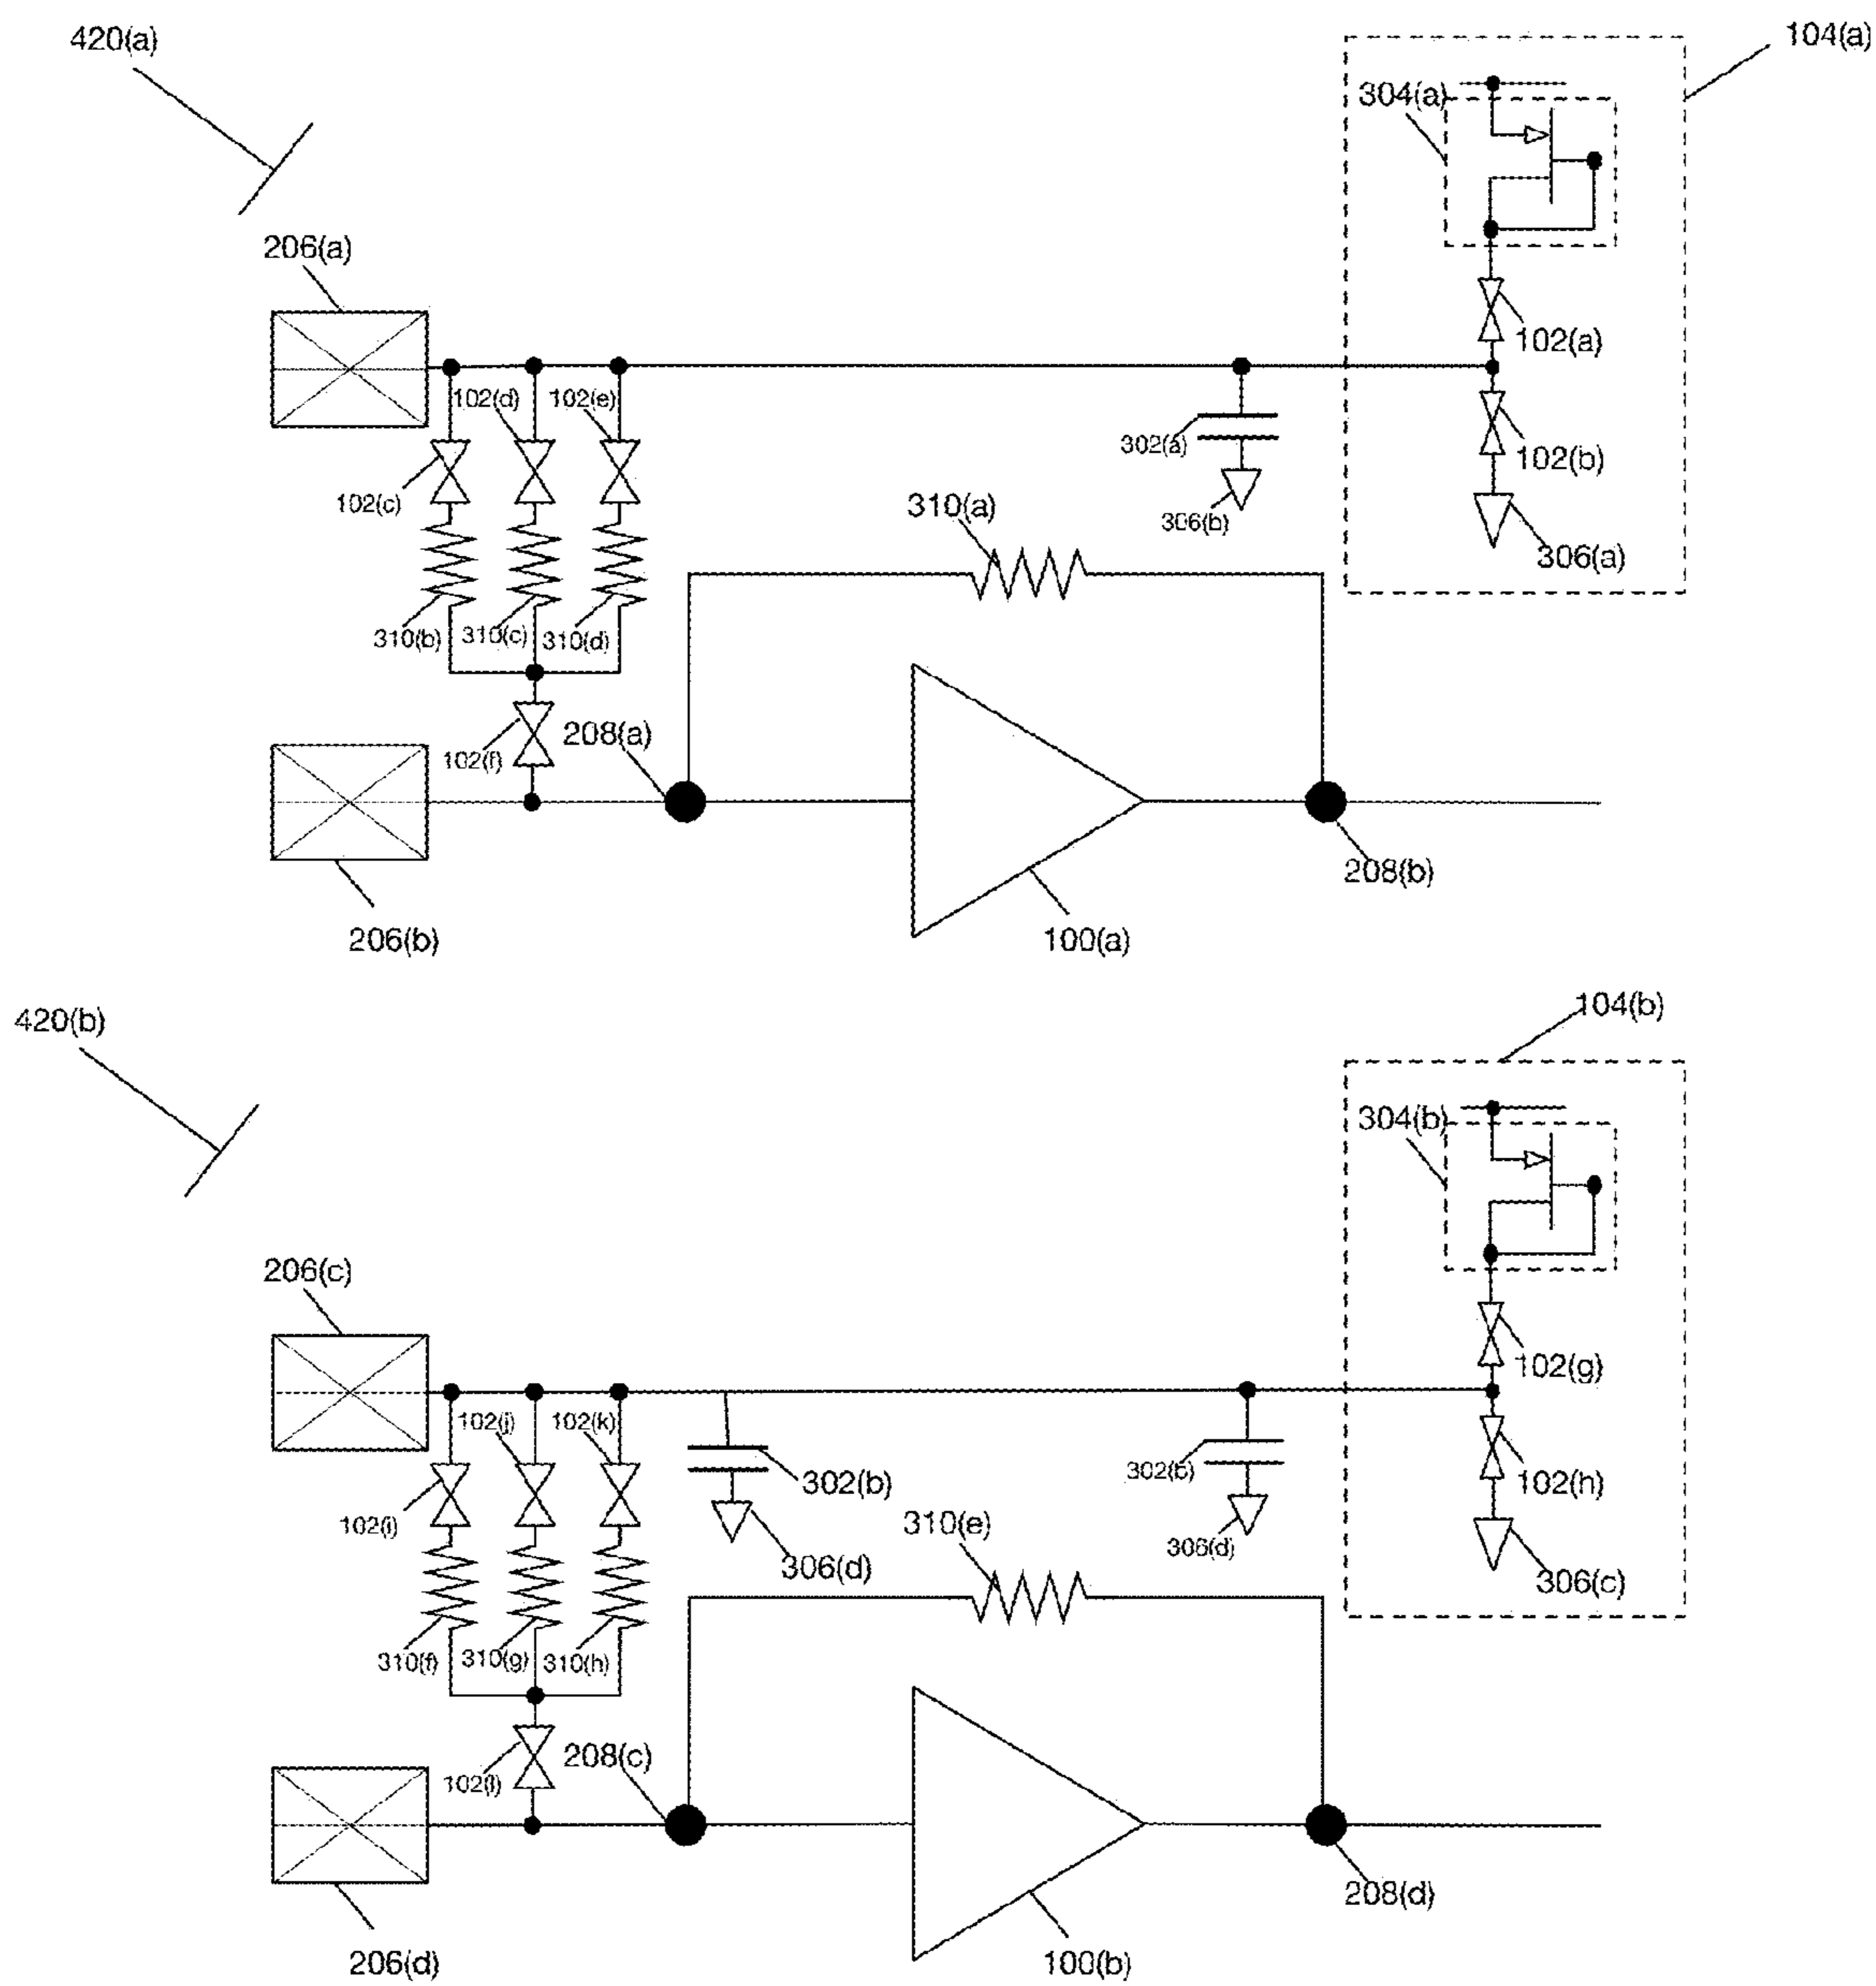 420(a)
104(a)
304(a)
206(a)
102(a)
102(d)
102(e)
302(a)
102(b)
102(c)
310(a)
306(b)
306(a)
310(b)
310(c)
310(d)
208(a)
102(f)
208(b)
206(b)
100(a)
420(b)
104(b)
304(b)
206(c)
102(g)
102(j)
102(k)
302(b)
302(b)
102(h)
102(i)
310(e)
306(d)
306(d)
306(c)
310(f)
310(g)
310(h)
208(c)
102(l)
208(d)
206(d)
100(b)